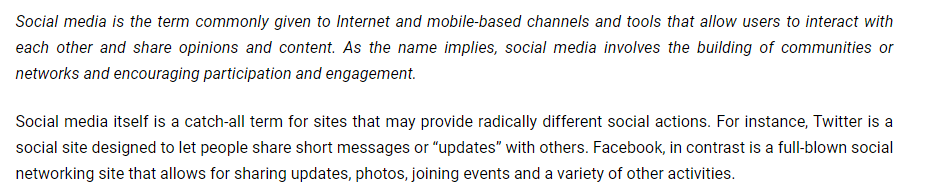 Social media is the term commonly given to Internet and mobile-based channels and tools that allow users to interact with
each other and share opinions and content. As the name implies, social media involves the building of communities or
networks and encouraging participation and engagement.
Social media itself is a catch-all term for sites that may provide radically different social actions. For instance, Twitter is a
social site designed to let people share short messages or “updates” with others. Facebook, in contrast is a full-blown social
networking site that allows for sharing updates, photos, joining events and a variety of other activities.